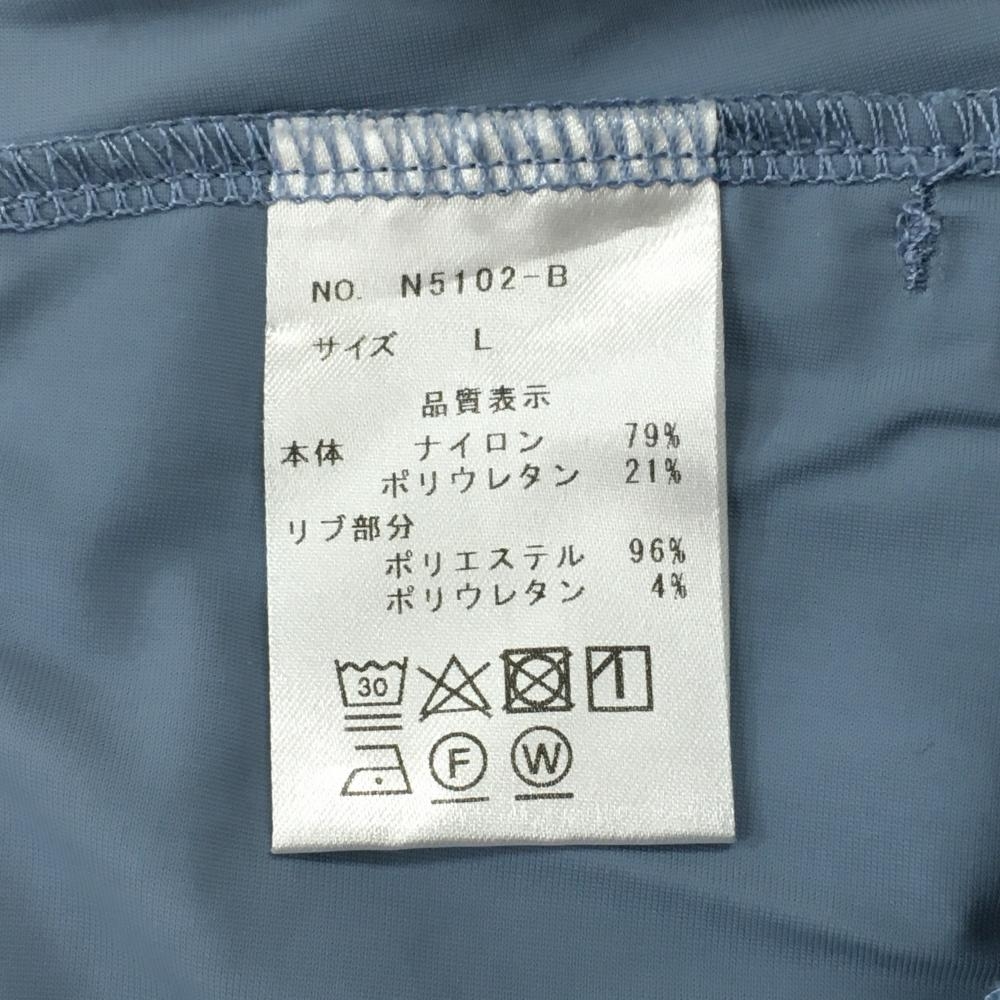 NO. N5102-B
サイズ L
品質表示
本体 ナイロン 79%
ポリウレタン 21%
リブ部分
ポリエステル 96%
ポリウレタン 4%
30
F W